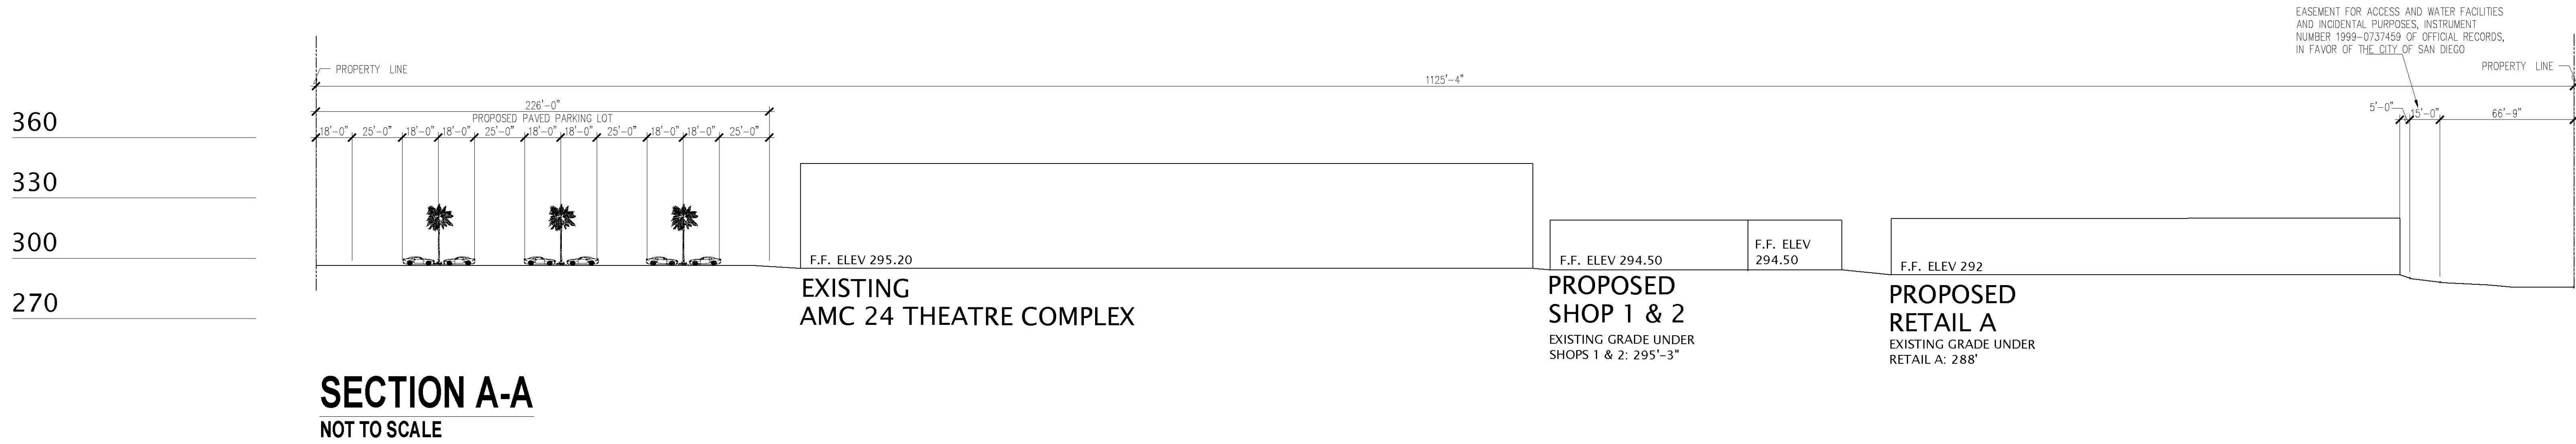 EASEMENT FOR ACCESS AND WATER FACILITIES
AND INCIDENTAL PURPOSES, INSTRUMENT
NUMBER 1999-0737459 OF OFFICIAL RECORDS,
IN FAVOR OF THE CITY OF SAN DIEGO
PROPERTY LINE
PROPERTY LINE
1125'-4"
226'-0"
PROPOSED PAVED PARKING LOT
18'-0" 25'-0" 18'-0" 18'-0" 25'-0" 18'-0" 18'-0" 25'-0" 18'-0" 18'-0" 25'-0"
5'-0" 15'-0" 66'-9"
360
330
300
270
F.F. ELEV 295.20
EXISTING
AMC 24 THEATRE COMPLEX
F.F. ELEV 294.50
F.F. ELEV
294.50
PROPOSED
SHOP 1 & 2
EXISTING GRADE UNDER
SHOPS 1 & 2: 295'-3"
F.F. ELEV 292
PROPOSED
RETAIL A
EXISTING GRADE UNDER
RETAIL A: 288'
SECTION A-A
NOT TO SCALE